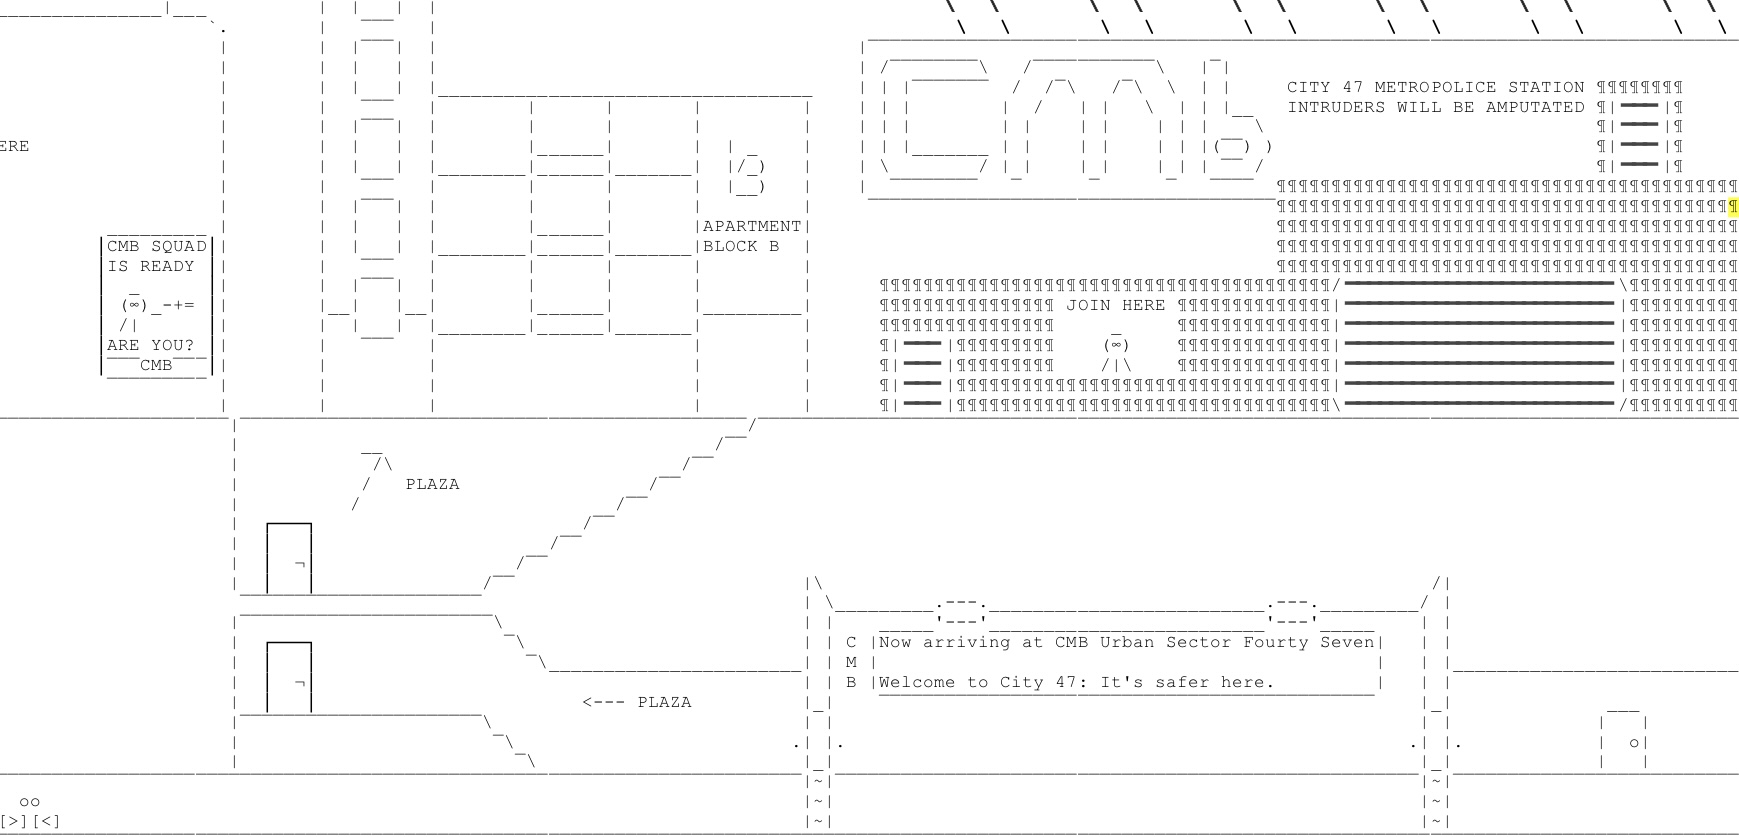 CITY 47 METROPOLICE STATION
INTRUDERS WILL BE AMPUTATED
cmb
ERE
B
APARTMENT
BLOCK B
CMB SQUAD
IS READY
ARE YOU?
CMB
JOIN HERE
PLAZA
C
M
B
Now arriving at CMB Urban Sector Fourty Seven
Welcome to City 47: It's safer here.
<--- PLAZA